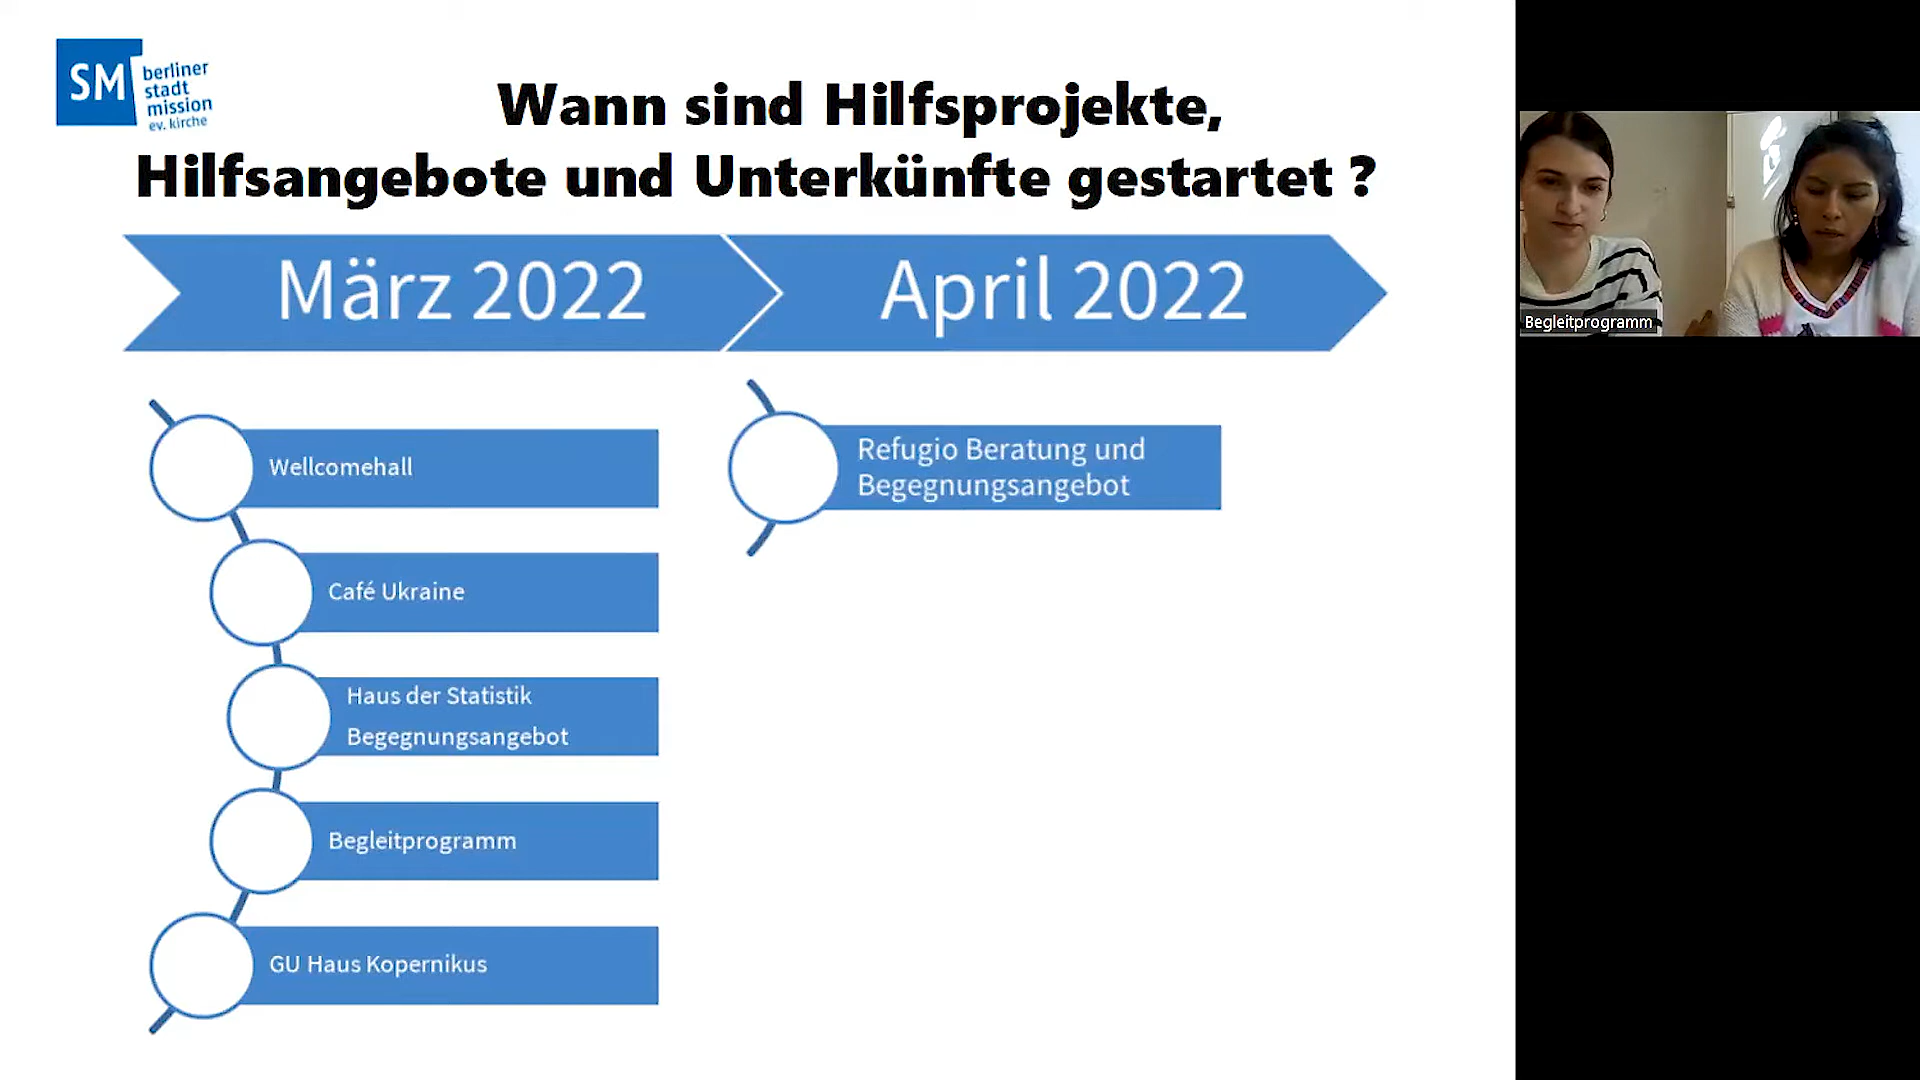 SM
berliner
stadt
mission
ev. kirche
Wann sind Hilfsprojekte,
Hilfsangebote und Unterkünfte gestartet ?
März 2022
April 2022
Wellcomehall
Café Ukraine
Haus der Statistik
Begegnungsangebot
Begleitprogramm
GU Haus Kopernikus
Refugio Beratung und
Begegnungsangebot
Begleitprogramm